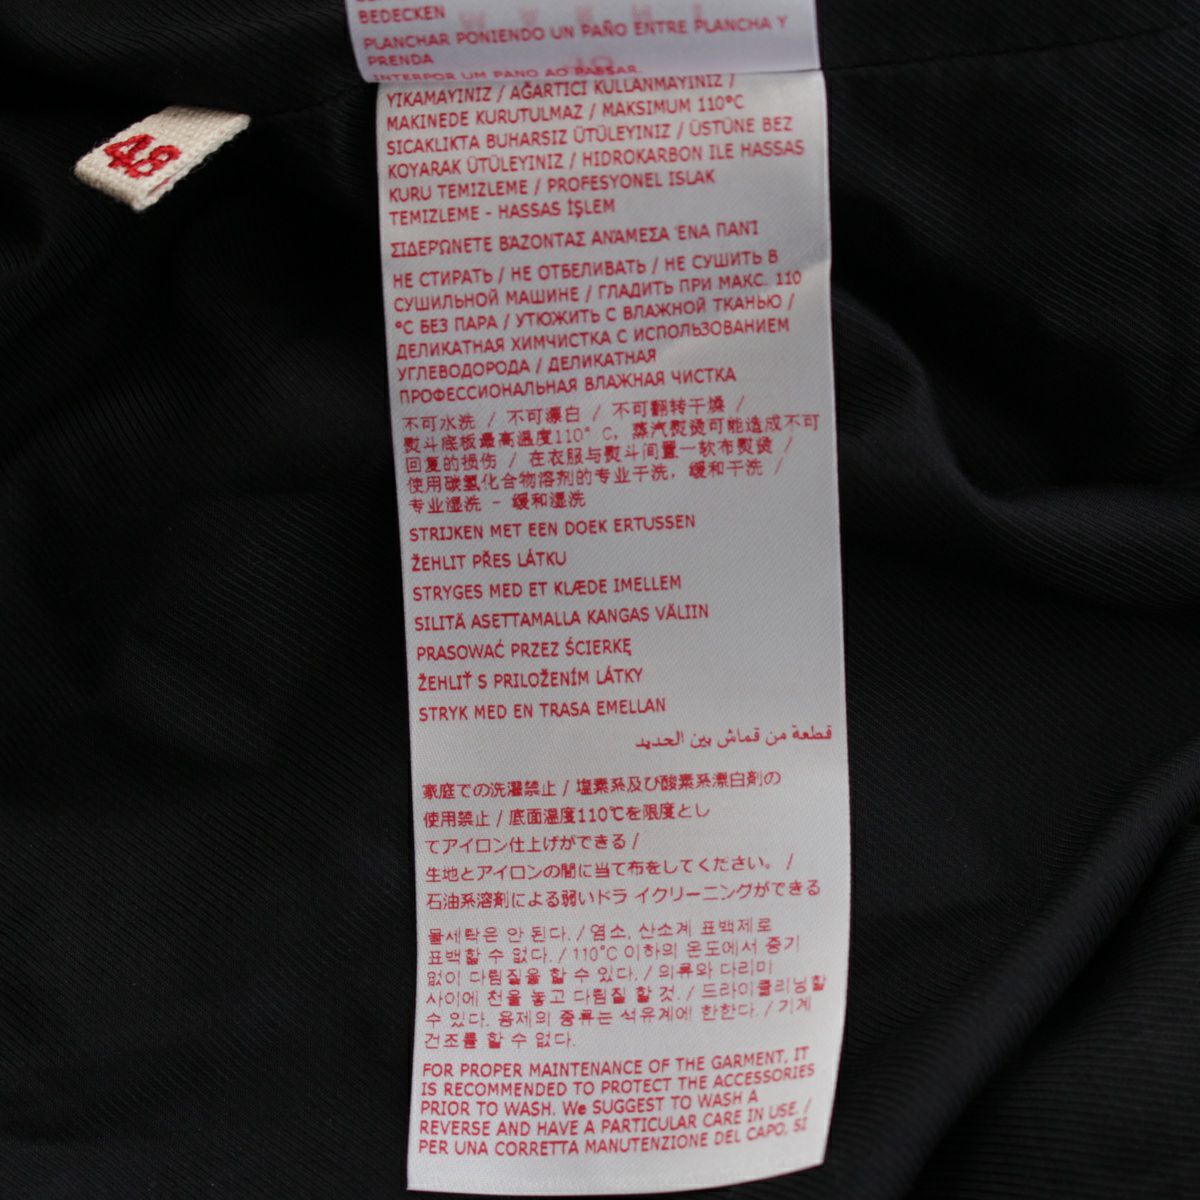 BEDECKEN
PLANCHAR PONIENDO UN PAÑO ENTRE PLANCHA Y
PRENDA
INTERPOR UM PANO AO PASSAR.
48
YIKAMAYINIZ / AĞARTICI KULLANMAYINIZ /
MAKINEDE KURUTULMAZ / MAKSIMUM 110°C
SICAKLIKTA BUHARSIZ ÜTÜLEYINIZ / ÜSTÜNE BEZ
KOYARAK ÜTÜLEYINIZ / HIDROKARBON ILE HASSAS
KURU TEMIZLEME / PROFESYONEL ISLAK
TEMIZLEME - HASSAS İŞLEM
ΣΙΔΕΡΏΝΕΤΕ ΒΆΖΟΝΤΑΣ ΑΝΆΜΕΣΑ ΈΝΑ ΠΑΝΊ
НЕ СТИРАТЬ / НЕ ОТБЕЛИВАТЬ / НЕ СУШИТЬ В
СУШИЛЬНОЙ МАШИНЕ / ГЛАДИТЬ ПРИ МАКС. 110
°C БЕЗ ПАРА / УТЮЖИТЬ С ВЛАЖНОЙ ТКАНЬЮ /
ДЕЛИКАТНАЯ ХИМЧИСТКА С ИСПОЛЬЗОВАНИЕМ
УГЛЕВОДОРОДА / ДЕЛИКАТНАЯ
ПРОФЕССИОНАЛЬНАЯ ВЛАЖНАЯ ЧИСТКА
不可水洗 / 不可漂白 / 不可翻转干燥 /
熨斗底板最高温度110° C，蒸汽熨烫可能造成不可
回复的损伤 / 在衣服与熨斗间置一软布熨烫 /
使用碳氢化合物溶剂的专业干洗，缓和干洗 /
专业湿洗 - 缓和湿洗
STRIJKEN MET EEN DOEK ERTUSSEN
ŽEHLIT PŘES LÁTKU
STRYGES MED ET KLÆDE IMELLEM
SILITÄ ASETTAMALLA KANGAS VÄLIIN
PRASOWAĆ PRZEZ ŚCIERKĘ
ŽEHLIŤ S PRILOŽENÍM LÁTKY
STRYK MED EN TRASA EMELLAN
قطعة من قماش بين الحديد
家庭での洗濯禁止 / 塩素系及び酸素系漂白剤の
使用禁止 / 底面温度110℃を限度とし
てアイロン仕上げができる /
生地とアイロンの間に当て布をしてください。 /
石油系溶剤による弱いドラ イクリーニングができる
물세탁은 안 된다. / 염소, 산소계 표백제로
표백할 수 없다. / 110°C 이하의 온도에서 증기
없이 다림질을 할 수 있다. / 의류와 다리미
사이에 천을 놓고 다림질 할 것. / 드라이클리닝할
수 있다. 용제의 종류는 석유계에 한한다. / 기계
건조를 할 수 없다.
FOR PROPER MAINTENANCE OF THE GARMENT, IT
IS RECOMMENDED TO PROTECT THE ACCESSORIES
PRIOR TO WASH. We SUGGEST TO WASH A
REVERSE AND HAVE A PARTICULAR CARE IN USE. /
PER UNA CORRETTA MANUTENZIONE DEL CAPO, SI